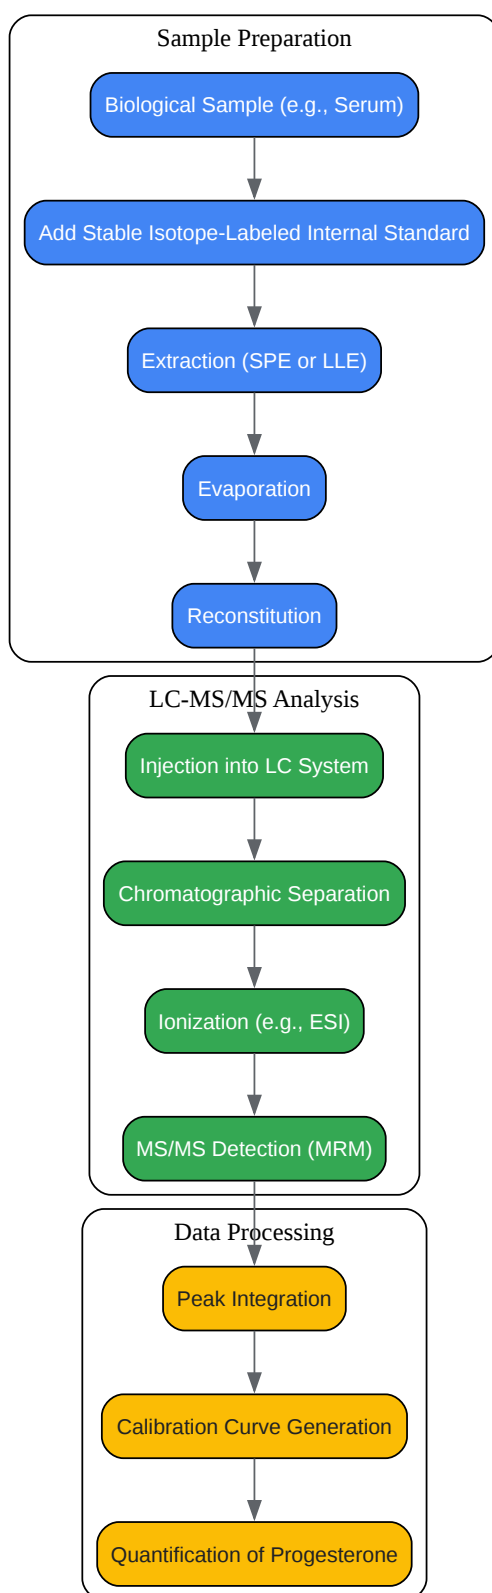 Sample Preparation
Biological Sample (e.g., Serum)
Add Stable Isotope-Labeled Internal Standard
Extraction (SPE or LLE)
Evaporation
Reconstitution
LC-MS/MS Analysis
Injection into LC System
Chromatographic Separation
Ionization (e.g., ESI)
MS/MS Detection (MRM)
Data Processing
Peak Integration
Calibration Curve Generation
Quantification of Progesterone